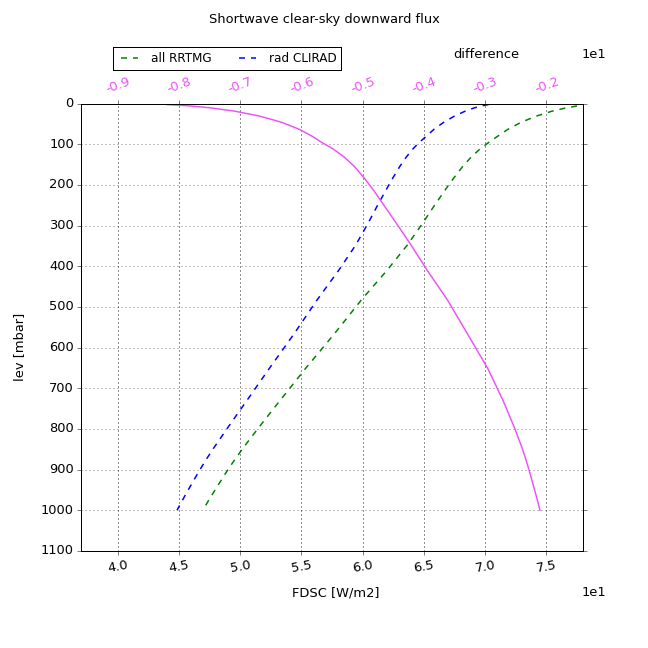 Shortwave clear-sky downward flux
all RRTMG rad CLIRAD difference 1e1
-0.9 -0.8 -0.7 -0.6 -0.5 -0.4 -0.3 -0.2
0
100
200
300
400
500
600
700
800
900
1000
1100
lev [mbar]
4.0 4.5 5.0 5.5 6.0 6.5 7.0 7.5
FDSC [W/m2] 1e1